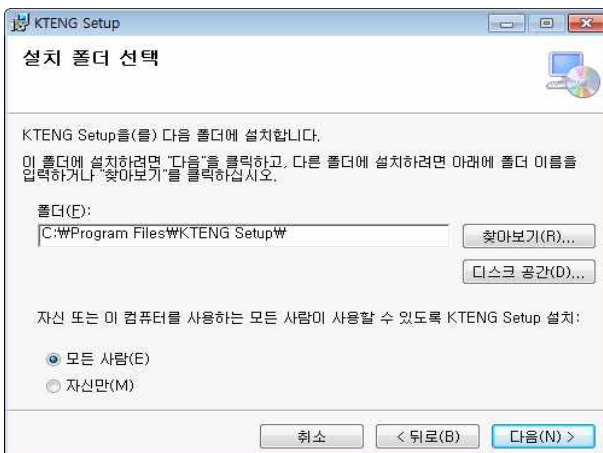 KTENG Setup
설치 폴더 선택
KTENG Setup을(를) 다음 폴더에 설치합니다.
이 폴더에 설치하려면 "다음"을 클릭하고, 다른 폴더에 설치하려면 아래에 폴더 이름을
입력하거나 "찾아보기"를 클릭하십시오.
폴더(F):
C:₩Program Files₩KTENG Setup₩
찾아보기(R)...
디스크 공간(D)...
자신 또는 이 컴퓨터를 사용하는 모든 사람이 사용할 수 있도록 KTENG Setup 설치:
모든 사람(E)
자신만(M)
취소
< 뒤로(B)
다음(N) >